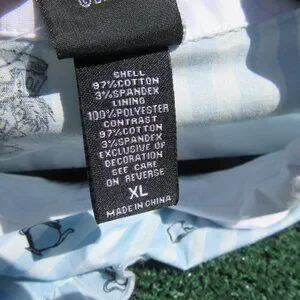 SHELL
97%COTTON
3%SPANDEX
LINING
100%POLYESTER
CONTRAST
97%COTTON
3%SPANDEX
EXCLUSIVE OF
DECORATION
SEE CARE
ON REVERSE
XL
MADE IN CHINA